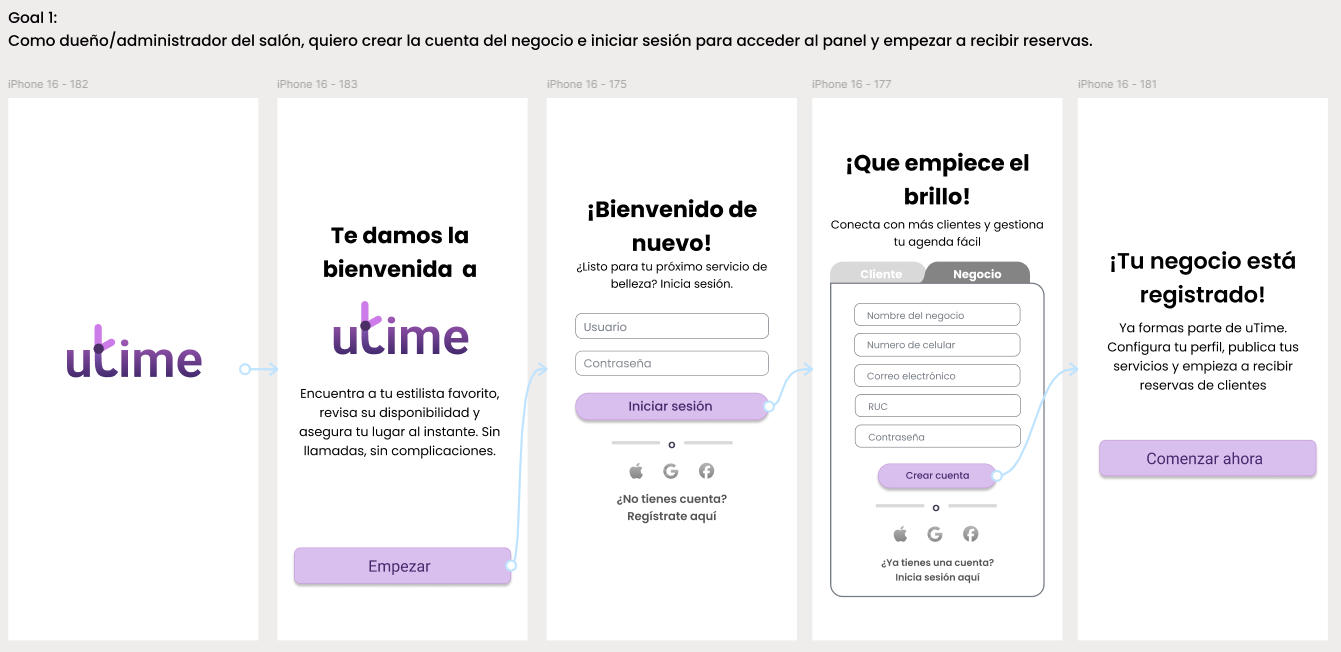 Goal 1:
Como dueño/administrador del salón, quiero crear la cuenta del negocio e iniciar sesión para acceder al panel y empezar a recibir reservas.
iPhone 16 - 182
utime
iPhone 16 - 183
Te damos la
bienvenida a
utime
Encuentra a tu estilista favorito,
revisa su disponibilidad y
asegura tu lugar al instante. Sin
llamadas, sin complicaciones.
Empezar
iPhone 16 - 175
¡Bienvenido de
nuevo!
¿Listo para tu próximo servicio de
belleza? Inicia sesión.
Usuario
Contraseña
Iniciar sesión
o
¿No tienes cuenta?
Regístrate aquí
iPhone 16 - 177
¡Que empiece el
brillo!
Conecta con más clientes y gestiona
tu agenda fácil
Cliente
Negocio
Nombre del negocio
Numero de celular
Correo electrónico
RUC
Contraseña
Crear cuenta
o
¿Ya tienes una cuenta?
Inicia sesión aquí
iPhone 16 - 181
¡Tu negocio está
registrado!
Ya formas parte de uTime.
Configura tu perfil, publica tus
servicios y empieza a recibir
reservas de clientes
Comenzar ahora